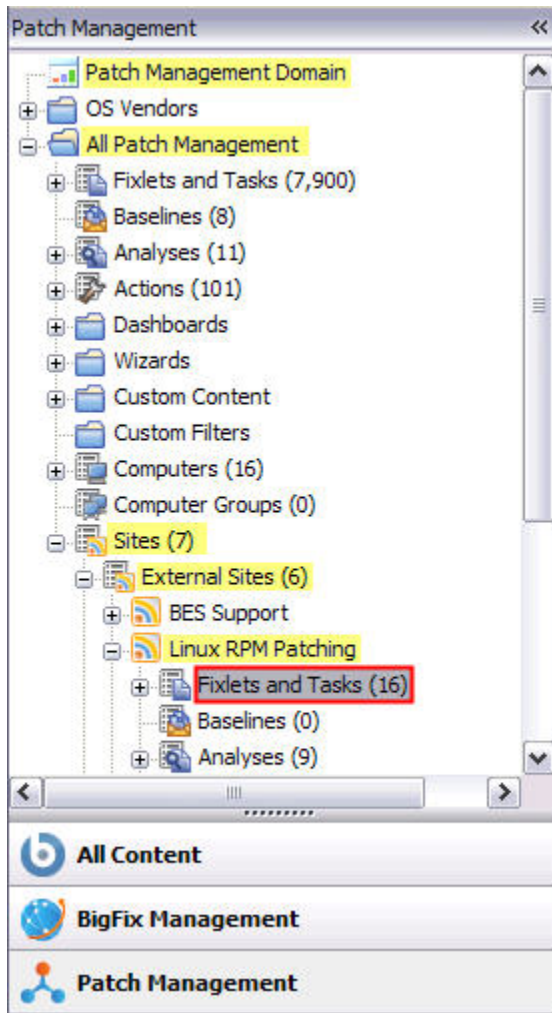 Patch Management
Patch Management Domain
OS Vendors
All Patch Management
Fixlets and Tasks (7,900)
Baselines (8)
Analyses (11)
Actions (101)
Dashboards
Wizards
Custom Content
Custom Filters
Computers (16)
Computer Groups (0)
Sites (7)
External Sites (6)
BES Support
Linux RPM Patching
Fixlets and Tasks (16)
Baselines (0)
Analyses (9)
All Content
BigFix Management
Patch Management